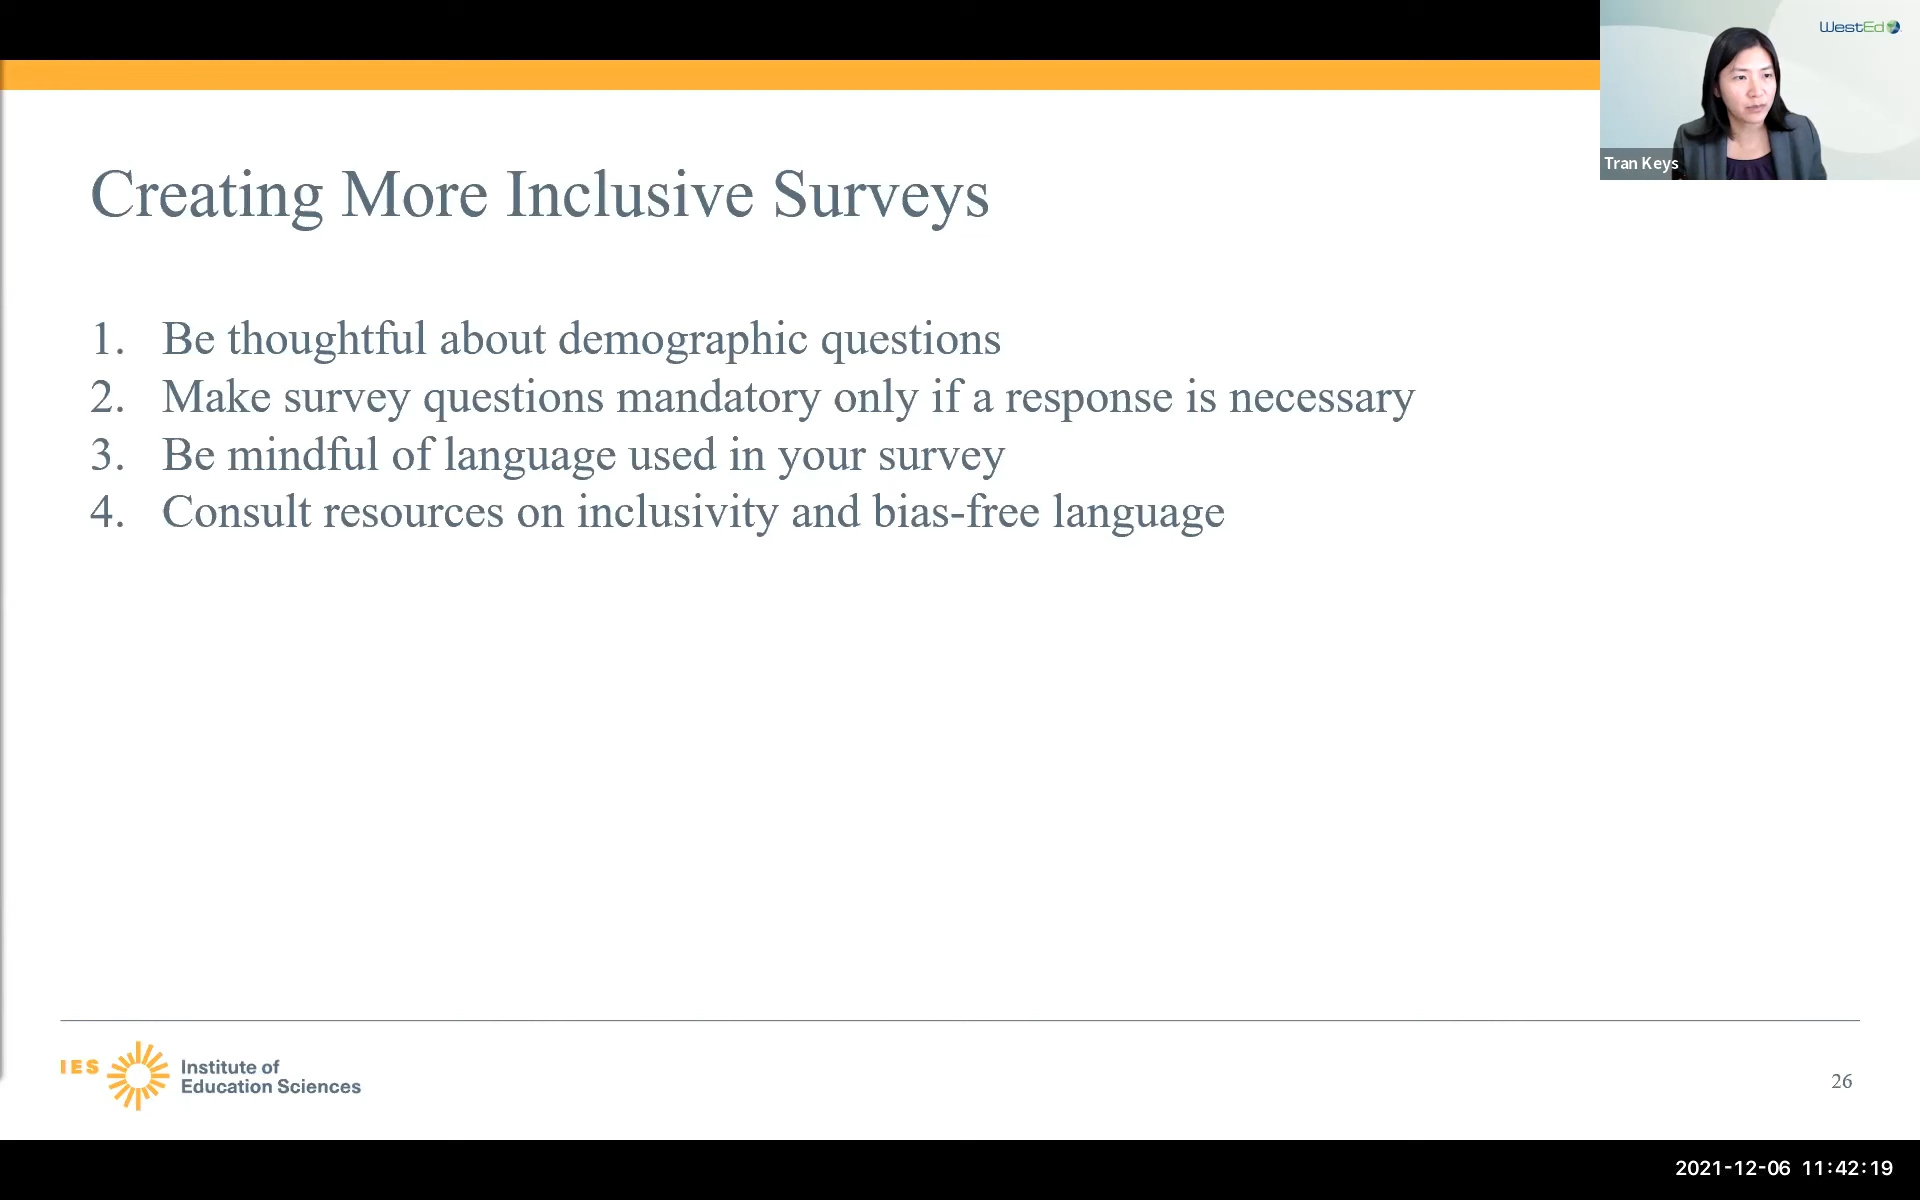 WestEd
Tran Keys
Creating More Inclusive Surveys
1. Be thoughtful about demographic questions
2. Make survey questions mandatory only if a response is necessary
3. Be mindful of language used in your survey
4. Consult resources on inclusivity and bias-free language
IES
Institute of
Education Sciences
26
2021-12-06 11:42:19